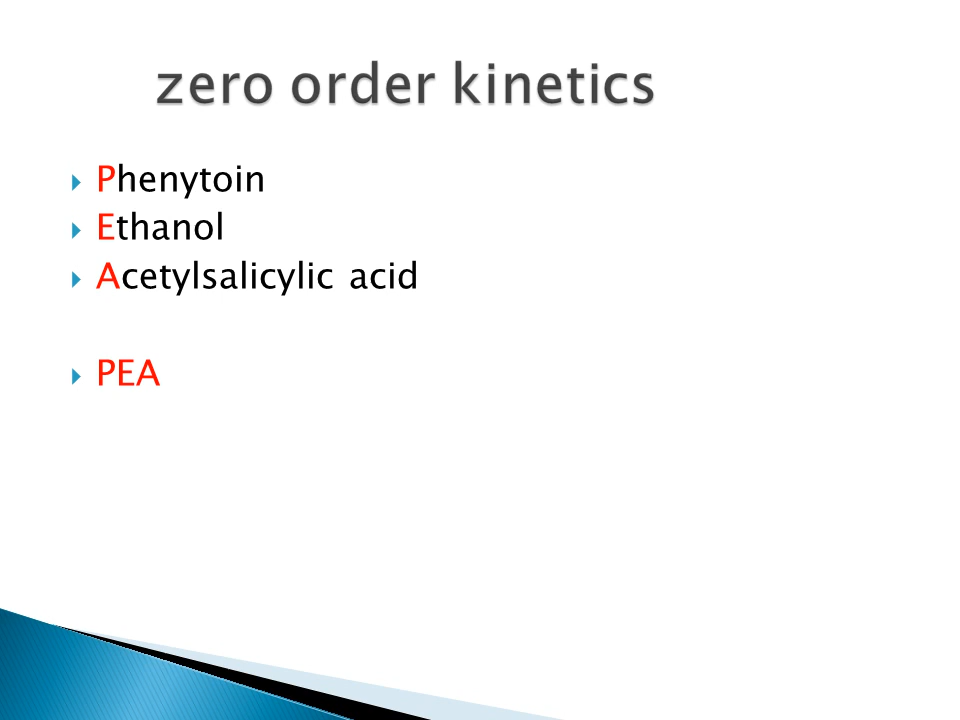 zero order kinetics
Phenytoin
Ethanol
Acetylsalicylic acid
PEA